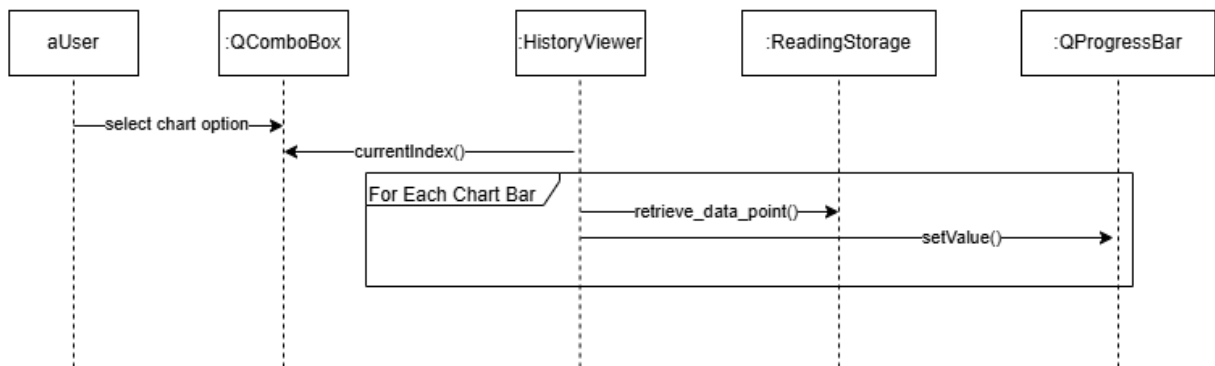 aUser
:QComboBox
:HistoryViewer
:ReadingStorage
:QProgressBar
select chart option
currentIndex()
For Each Chart Bar
retrieve_data_point()
setValue()